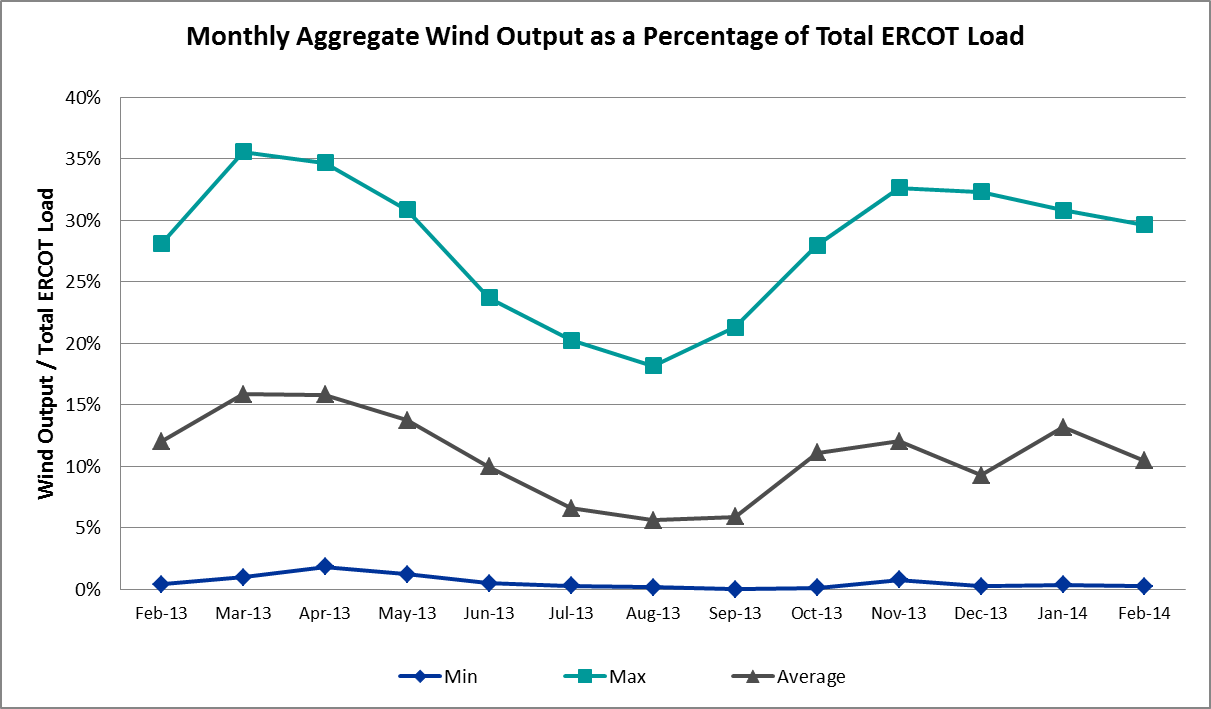 Monthly Aggregate Wind Output as a Percentage of Total ERCOT Load
Wind Output / Total ERCOT Load
40%
35%
30%
25%
20%
15%
10%
5%
0%
Feb-13 Mar-13 Apr-13 May-13 Jun-13 Jul-13 Aug-13 Sep-13 Oct-13 Nov-13 Dec-13 Jan-14 Feb-14
Min Max Average